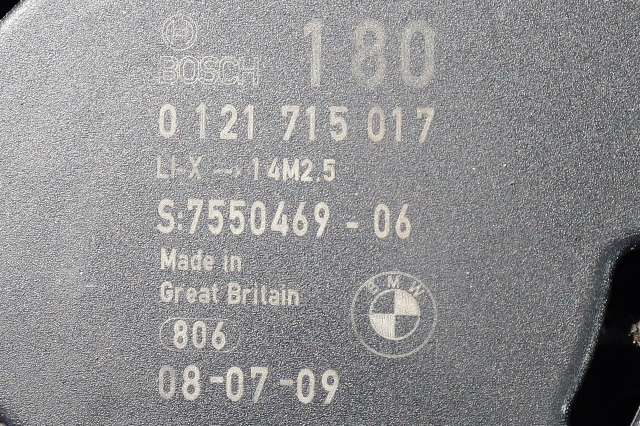 BOSCH 180
0 121 715 017
LI-X → 14M2.5
S:7550469-06
Made in
Great Britain
BMW
806
08-07-09